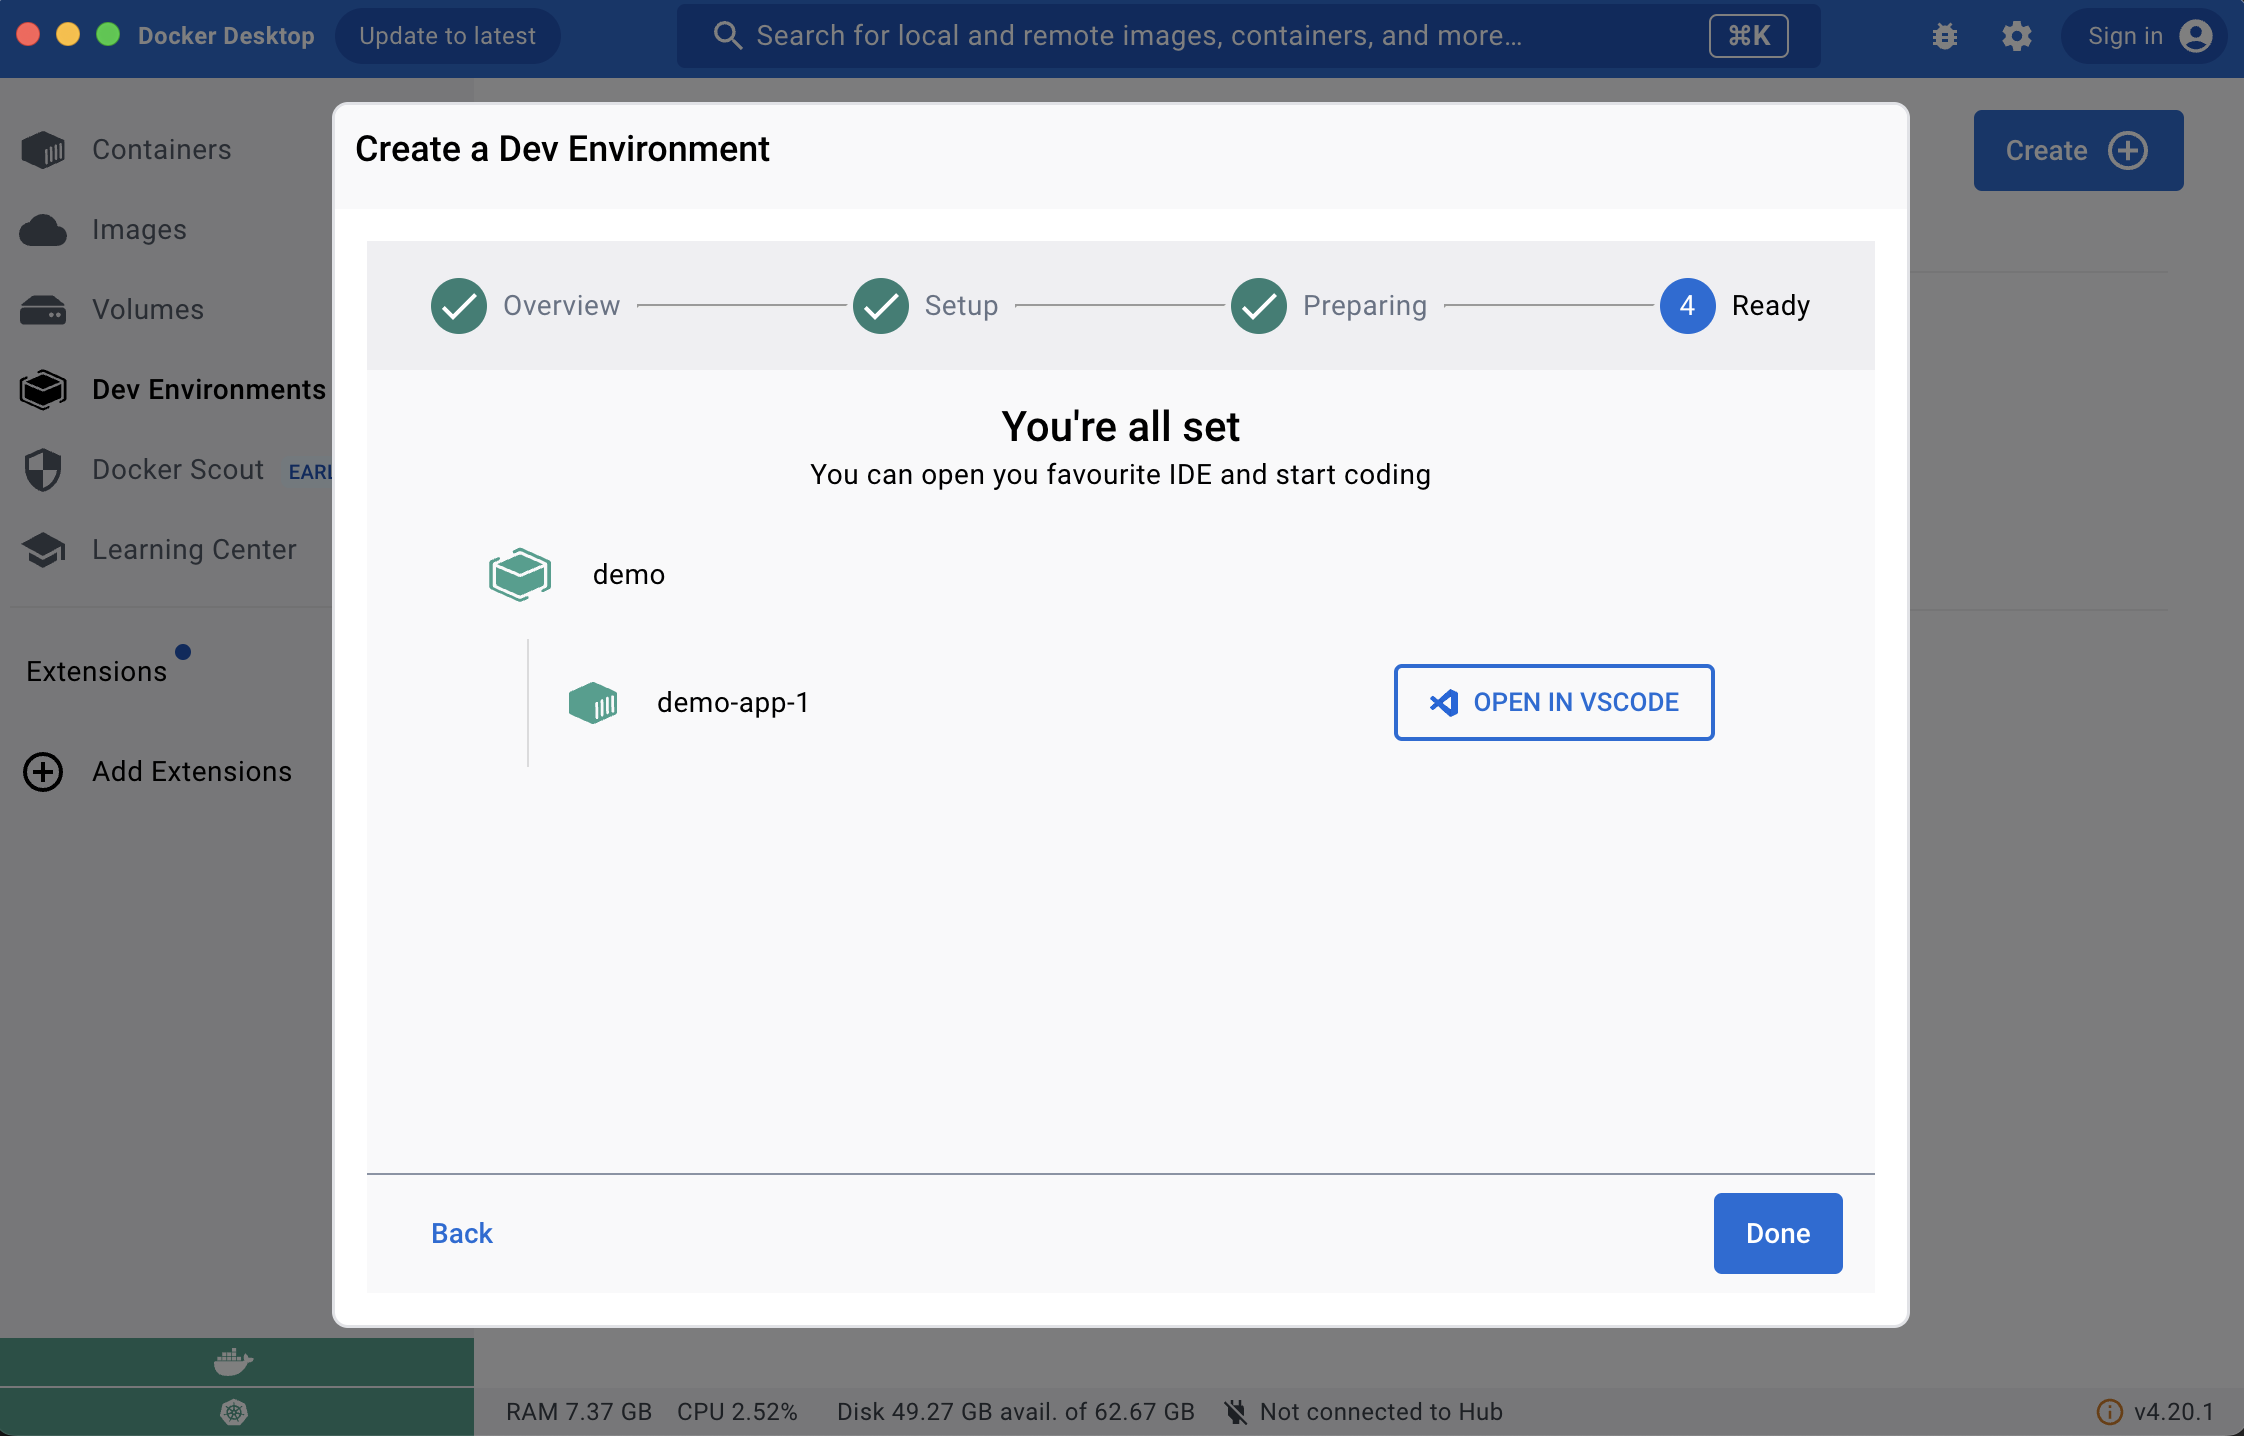 Docker Desktop
Update to latest
Search for local and remote images, containers, and more...
⌘K
Sign in
Containers
Images
Volumes
Dev Environments
Docker Scout EARL
Learning Center
Extensions
Add Extensions
Create
Create a Dev Environment
Overview
Setup
Preparing
4 Ready
You're all set
You can open you favourite IDE and start coding
demo
demo-app-1
OPEN IN VSCODE
Back
Done
RAM 7.37 GB CPU 2.52% Disk 49.27 GB avail. of 62.67 GB Not connected to Hub
v4.20.1